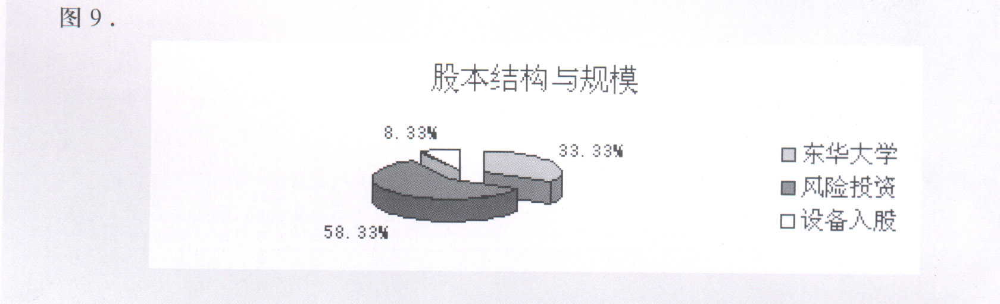 图9.
股本结构与规模
8.33%
33.33%
58.33%
东华大学
风险投资
设备入股